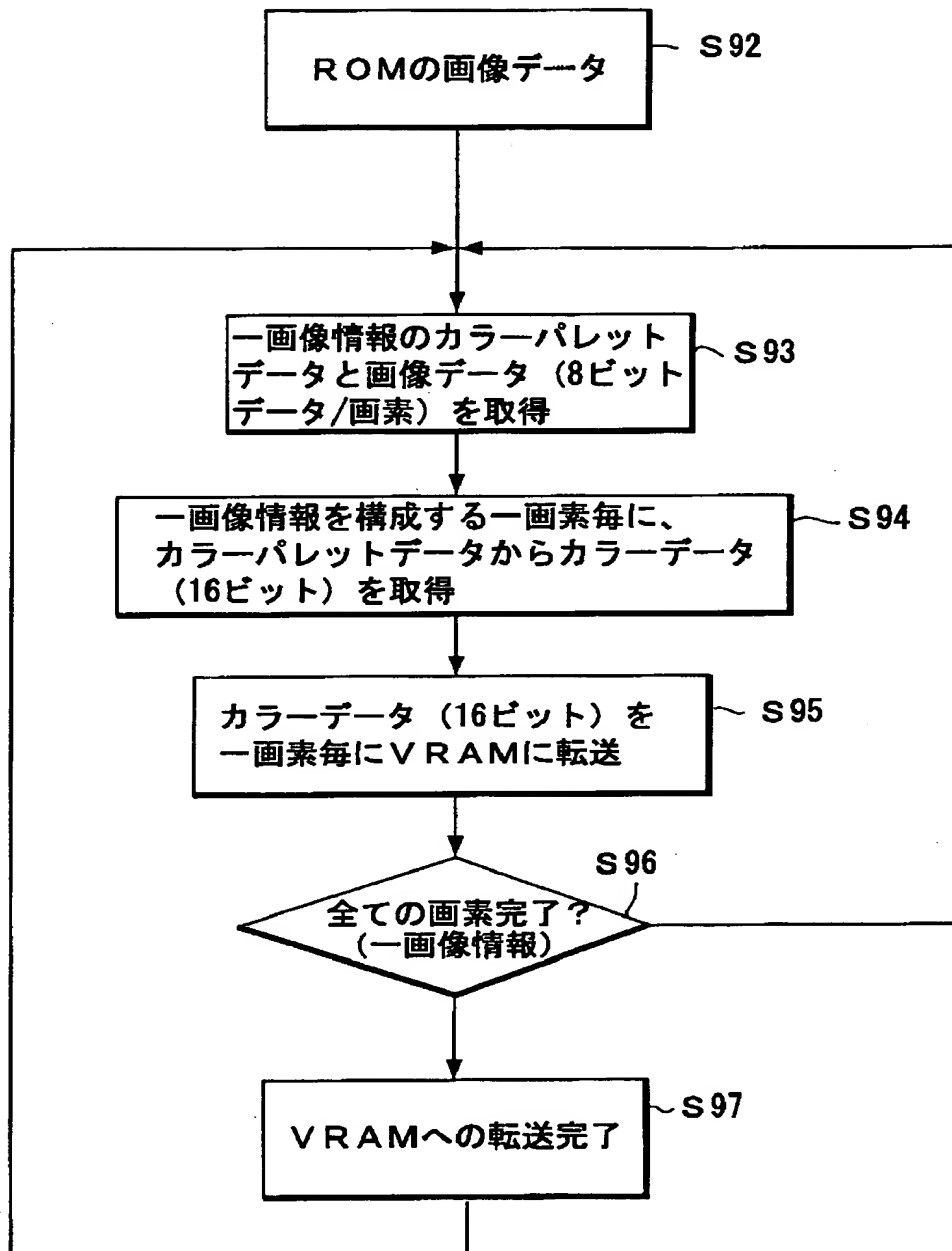 ROMの画像データ
S92
一画像情報のカラーパレット
データと画像データ(8ビット
データ/画素)を取得
S93
一画像情報を構成する一画素毎に、
カラーパレットデータからカラーデータ
(16ビット)を取得
S94
カラーデータ(16ビット)を
一画素毎にVRAMに転送
S95
S96
全ての画素完了?
(一画像情報)
VRAMへの転送完了
S97